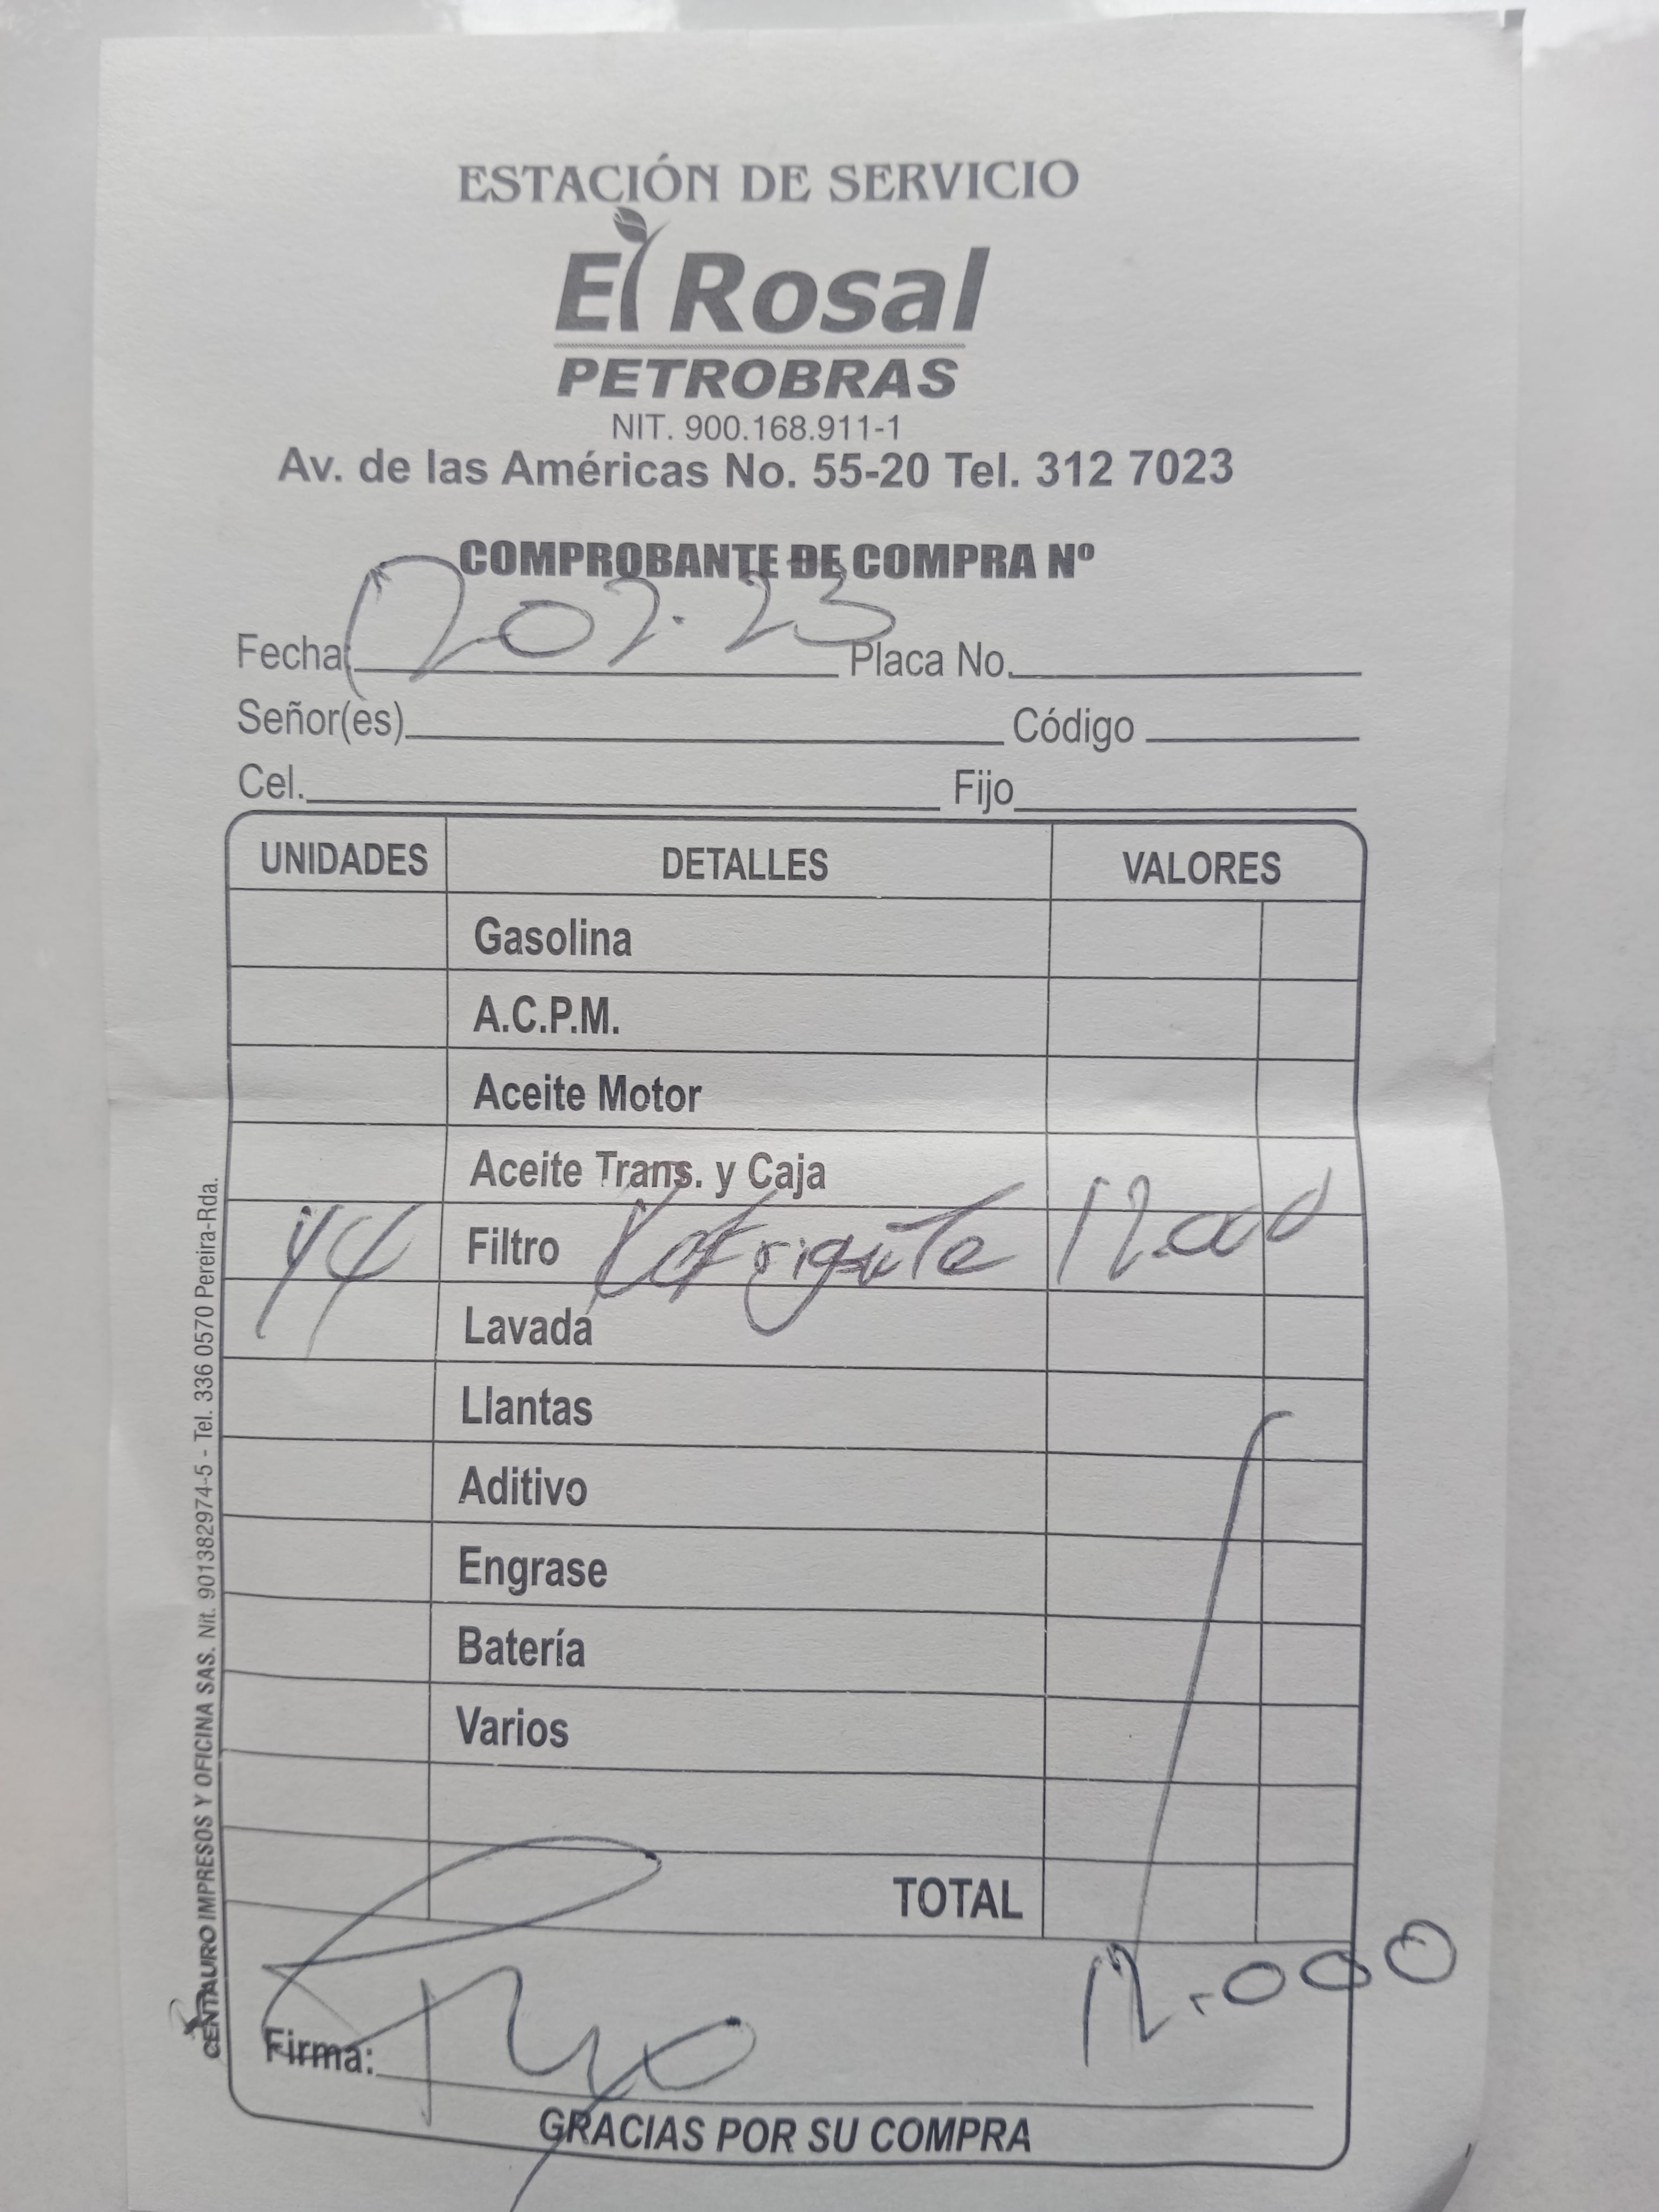 ESTACIÓN DE SERVICIO
El Rosal
PETROBRAS
NIT. 900.168.911-1
Av. de las Américas No. 55-20 Tel. 312 7023
COMPROBANTE DE COMPRA Nº
Fecha 1202.23 Placa No.
Señor(es) Código
Cel. Fijo
UNIDADES DETALLES VALORES
Gasolina
A.C.P.M.
Aceite Motor
Aceite Trans. y Caja
1/4 Filtro 12.000
Lavada
Llantas
Aditivo
Engrase
Batería
Varios
TOTAL
12.000
Firma:
GRACIAS POR SU COMPRA
CENTAURO IMPRESOS Y OFICINA SAS. Nit. 901382974-5 - Tel. 336 0570 Pereira-Rda.